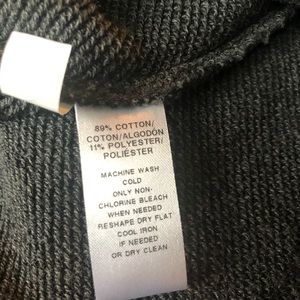 89% COTTON/
COTON/ALGODÓN
11% POLYESTER/
POLIÉSTER
MACHINE WASH
COLD
ONLY NON-
CHLORINE BLEACH
WHEN NEEDED
RESHAPE DRY FLAT
COOL IRON
IF NEEDED
OR DRY CLEAN